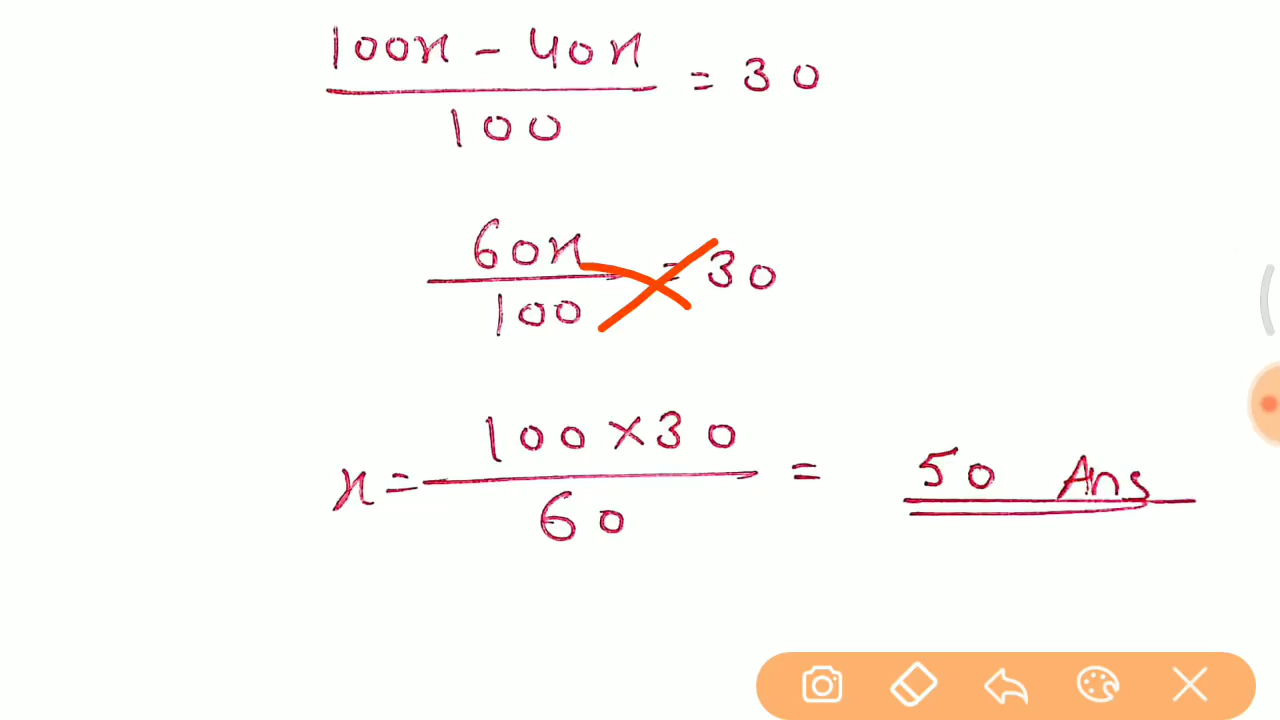 100x - 40x
———— = 30
100
60x
———— = 30
100
100 × 30
x = ———— = 50 Ans
60